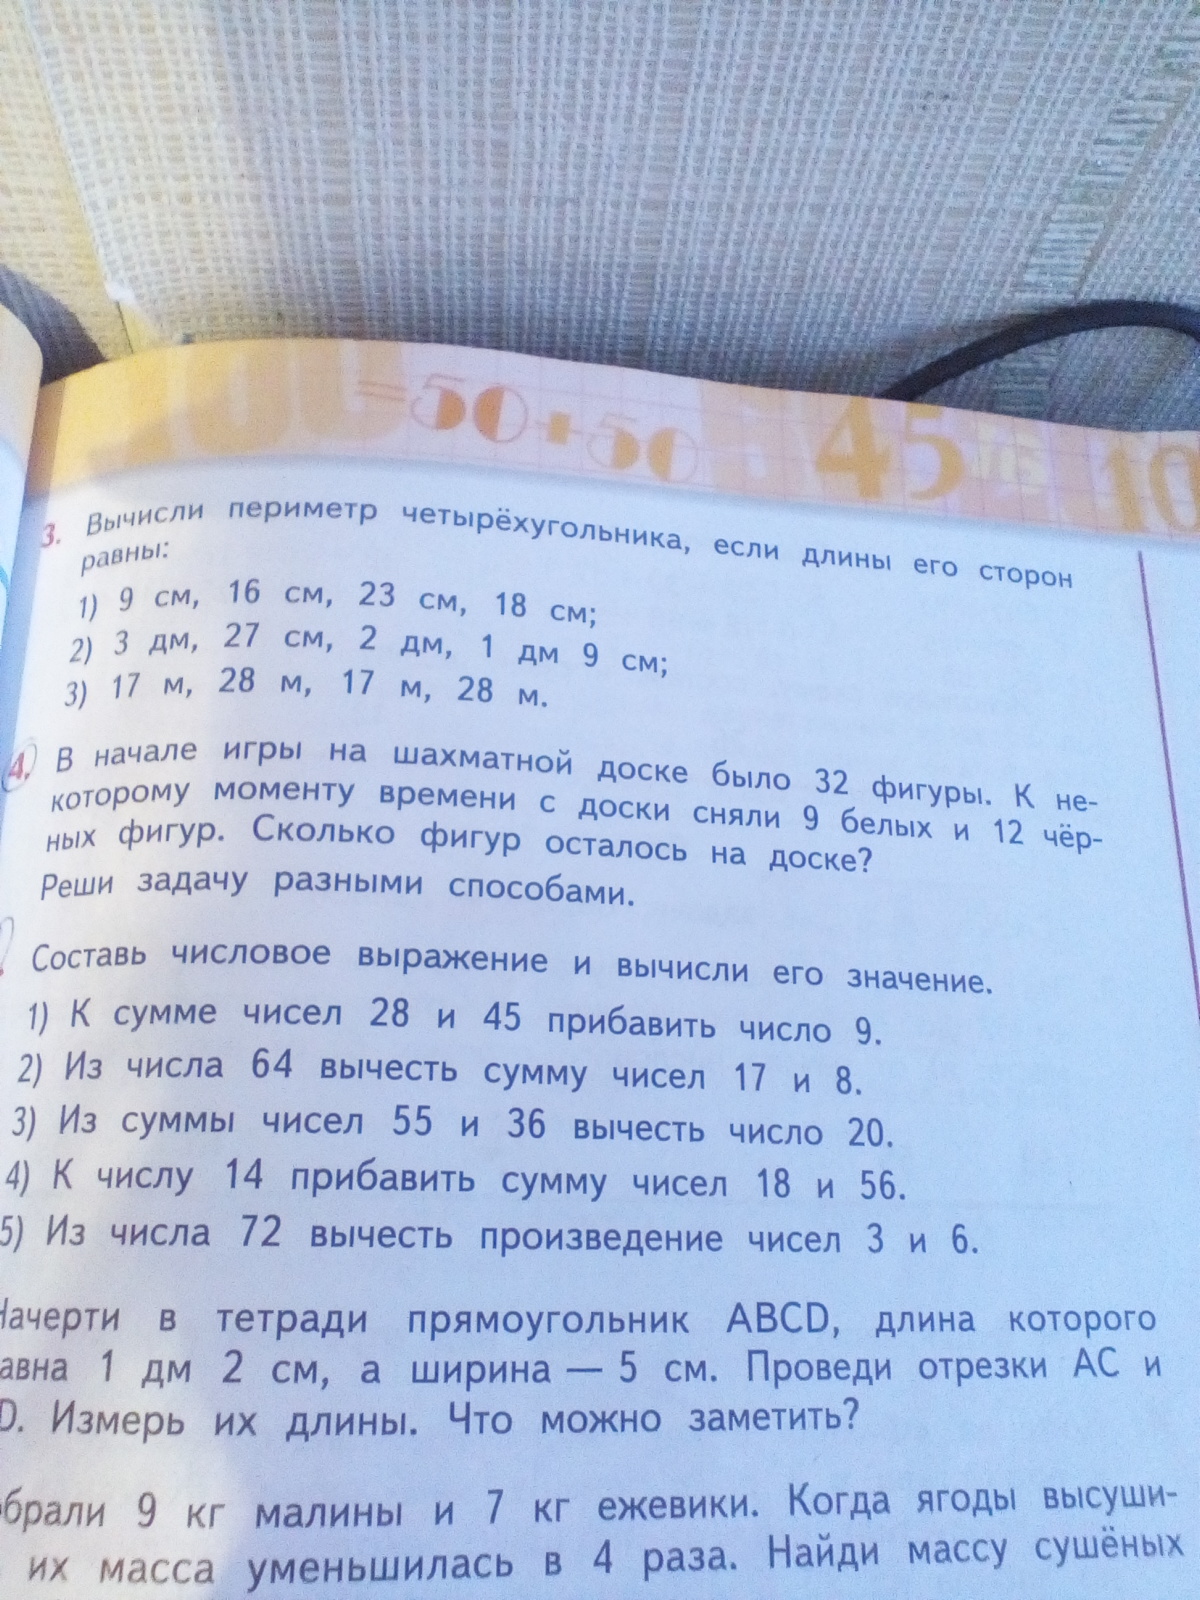 100 =50+50 45 16 10
3. Вычисли периметр четырёхугольника, если длины его сторон
равны:
1) 9 см, 16 см, 23 см, 18 см;
2) 3 дм, 27 см, 2 дм, 1 дм 9 см;
3) 17 м, 28 м, 17 м, 28 м.
4. В начале игры на шахматной доске было 32 фигуры. К не-
которому моменту времени с доски сняли 9 белых и 12 чёр-
ных фигур. Сколько фигур осталось на доске?
Реши задачу разными способами.
Составь числовое выражение и вычисли его значение.
1) К сумме чисел 28 и 45 прибавить число 9.
2) Из числа 64 вычесть сумму чисел 17 и 8.
3) Из суммы чисел 55 и 36 вычесть число 20.
4) К числу 14 прибавить сумму чисел 18 и 56.
5) Из числа 72 вычесть произведение чисел 3 и 6.
Начерти в тетради прямоугольник ABCD, длина которого
авна 1 дм 2 см, а ширина — 5 см. Проведи отрезки AC и
D. Измерь их длины. Что можно заметить?
обрали 9 кг малины и 7 кг ежевики. Когда ягоды высуши-
их масса уменьшилась в 4 раза. Найди массу сушёных